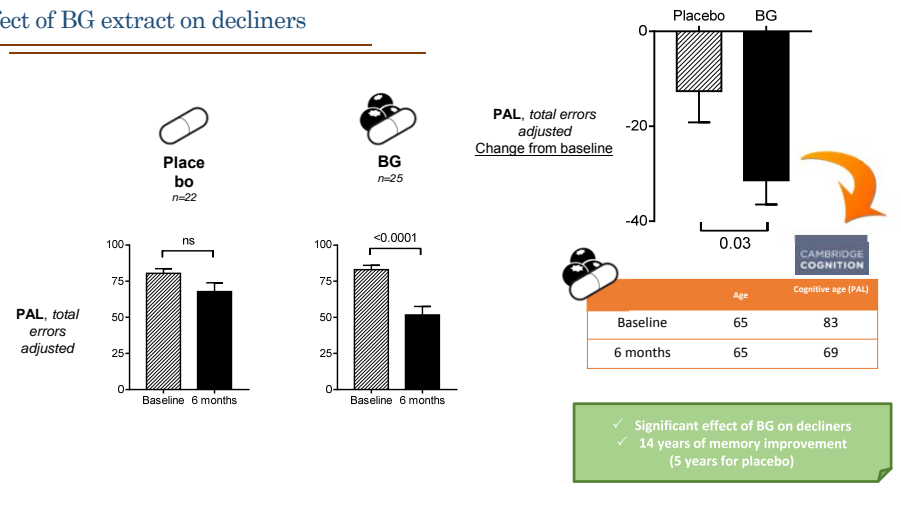 fect of BG extract on decliners
Place
bo
n=22
BG
n=25
PAL, total
errors
adjusted
100
75
50
25
0
ns
Baseline 6 months
100
75
50
25
0
<0.0001
Baseline 6 months
PAL, total errors
adjusted
Change from baseline
Placebo BG
0
-20
-40
0.03
CAMBRIDGE
COGNITION
Age Cognitive age (PAL)
Baseline 65 83
6 months 65 69
✓ Significant effect of BG on decliners
✓ 14 years of memory improvement
(5 years for placebo)